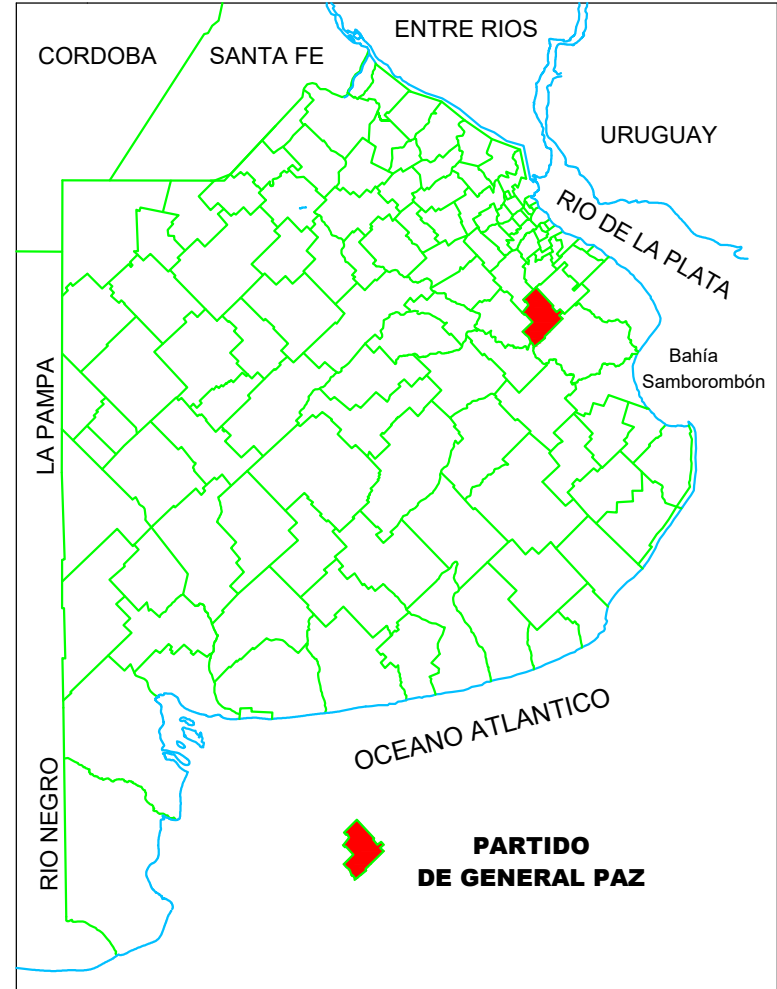 ENTRE RIOS
CORDOBA
SANTA FE
URUGUAY
RIO DE LA PLATA
Bahía
Samborombón
LA PAMPA
OCEANO ATLANTICO
RIO NEGRO
PARTIDO
DE GENERAL PAZ